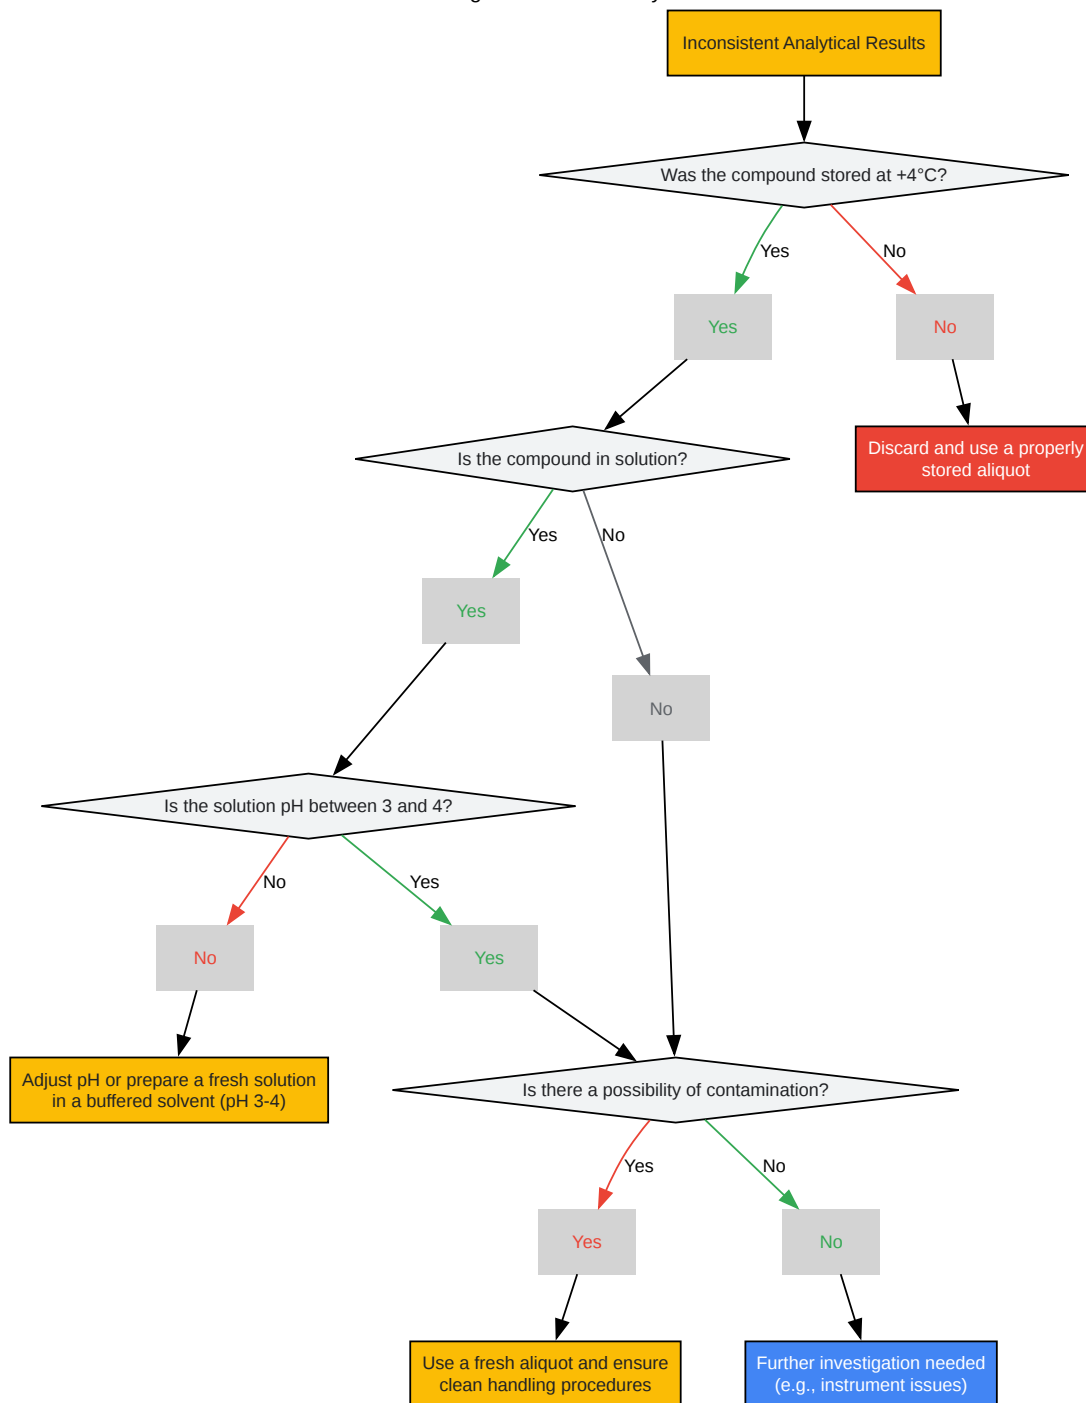 Inconsistent Analytical Results
Was the compound stored at +4°C?
Yes
No
Yes
No
Is the compound in solution?
Discard and use a properly
stored aliquot
Yes
No
Yes
No
Is the solution pH between 3 and 4?
No
Yes
No
Yes
Adjust pH or prepare a fresh solution
in a buffered solvent (pH 3-4)
Is there a possibility of contamination?
Yes
No
Yes
No
Use a fresh aliquot and ensure
clean handling procedures
Further investigation needed
(e.g., instrument issues)